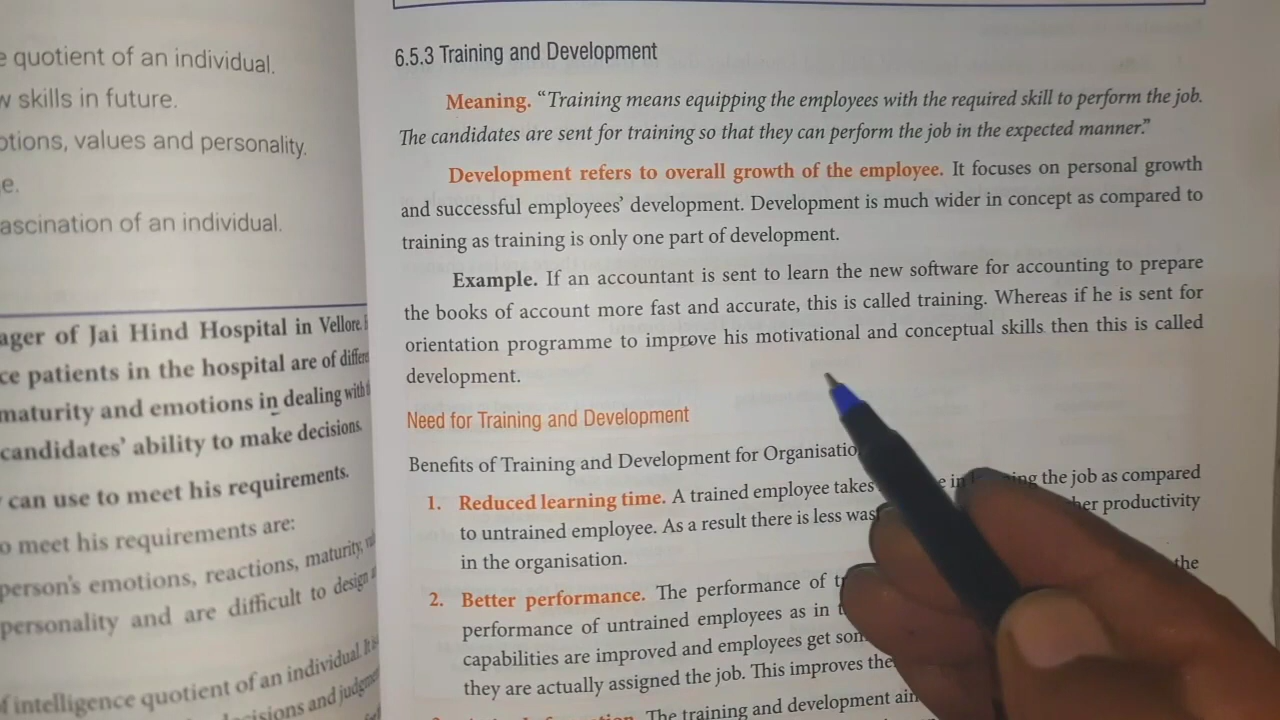 quotient of an individual.
skills in future.
values and personality.
e.
ascination of an individual.
ager of Jai Hind Hospital in Vellore
ce patients in the hospital are of
maturity and emotions in dealing with
candidates’ ability to make decisions.
can use to meet his requirements.
o meet his requirements are:
person's emotions, reactions, maturity,
personality and are difficult to design
intelligence quotient of an individual. It
decisions and
6.5.3 Training and Development
Meaning. “Training means equipping the employees with the required skill to perform the job.
The candidates are sent for training so that they can perform the job in the expected manner.”
Development refers to overall growth of the employee. It focuses on personal growth
and successful employees’ development. Development is much wider in concept as compared to
training as training is only one part of development.
Example. If an accountant is sent to learn the new software for accounting to prepare
the books of account more fast and accurate, this is called training. Whereas if he is sent for
orientation programme to improve his motivational and conceptual skills then this is called
development.
Need for Training and Development
Benefits of Training and Development for
1. Reduced learning time. A trained employee takes the job as compared
to untrained employee. As a result there is less productivity
in the organisation.
2. Better performance. The performance of the
performance of untrained employees as in
capabilities are improved and employees get
they are actually assigned the job. This improves
The training and development